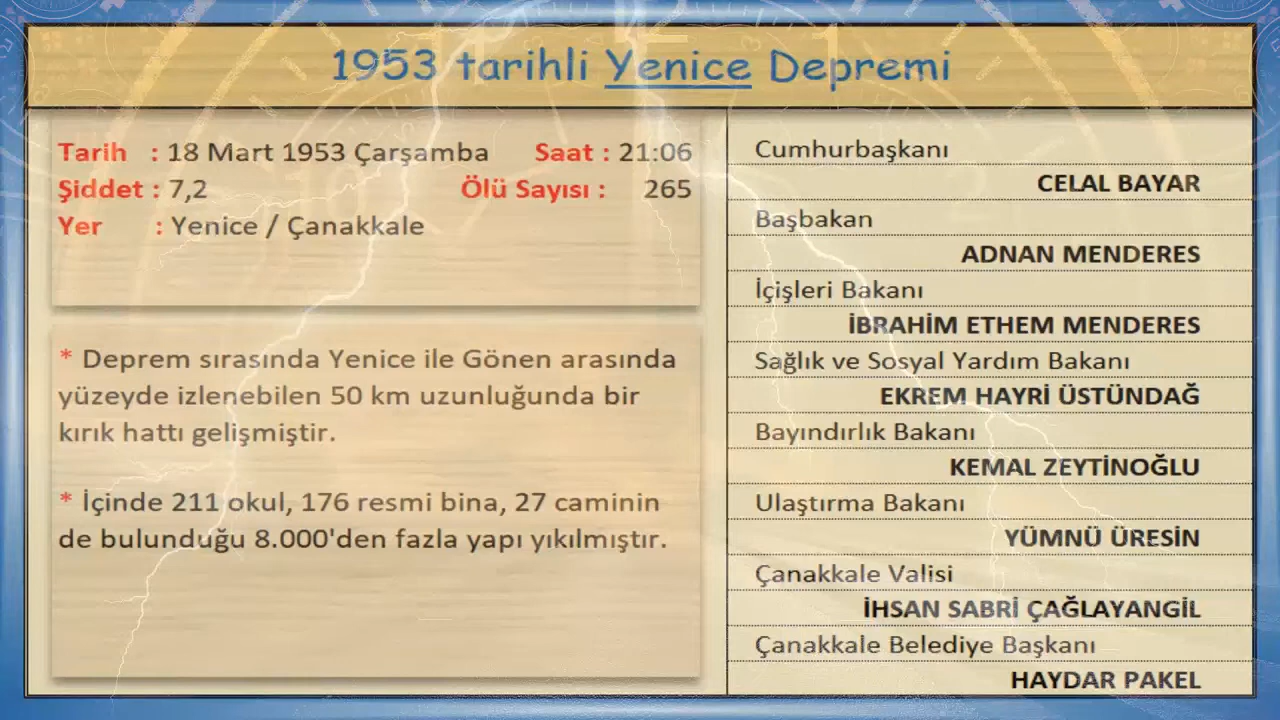 1953 tarihli Yenice Depremi
Tarih : 18 Mart 1953 Çarşamba Saat : 21:06
Şiddet : 7,2 Ölü Sayısı : 265
Yer : Yenice / Çanakkale
* Deprem sırasında Yenice ile Gönen arasında
yüzeyde izlenebilen 50 km uzunluğunda bir
kırık hattı gelişmiştir.
* İçinde 211 okul, 176 resmi bina, 27 caminin
de bulunduğu 8.000'den fazla yapı yıkılmıştır.
Cumhurbaşkanı
CELAL BAYAR
Başbakan
ADNAN MENDERES
İçişleri Bakanı
İBRAHİM ETHEM MENDERES
Sağlık ve Sosyal Yardım Bakanı
EKREM HAYRİ ÜSTÜNDAĞ
Bayındırlık Bakanı
KEMAL ZEYTİNOĞLU
Ulaştırma Bakanı
YÜMNÜ ÜRESİN
Çanakkale Valisi
İHSAN SABRİ ÇAĞLAYANGİL
Çanakkale Belediye Başkanı
HAYDAR PAKEL